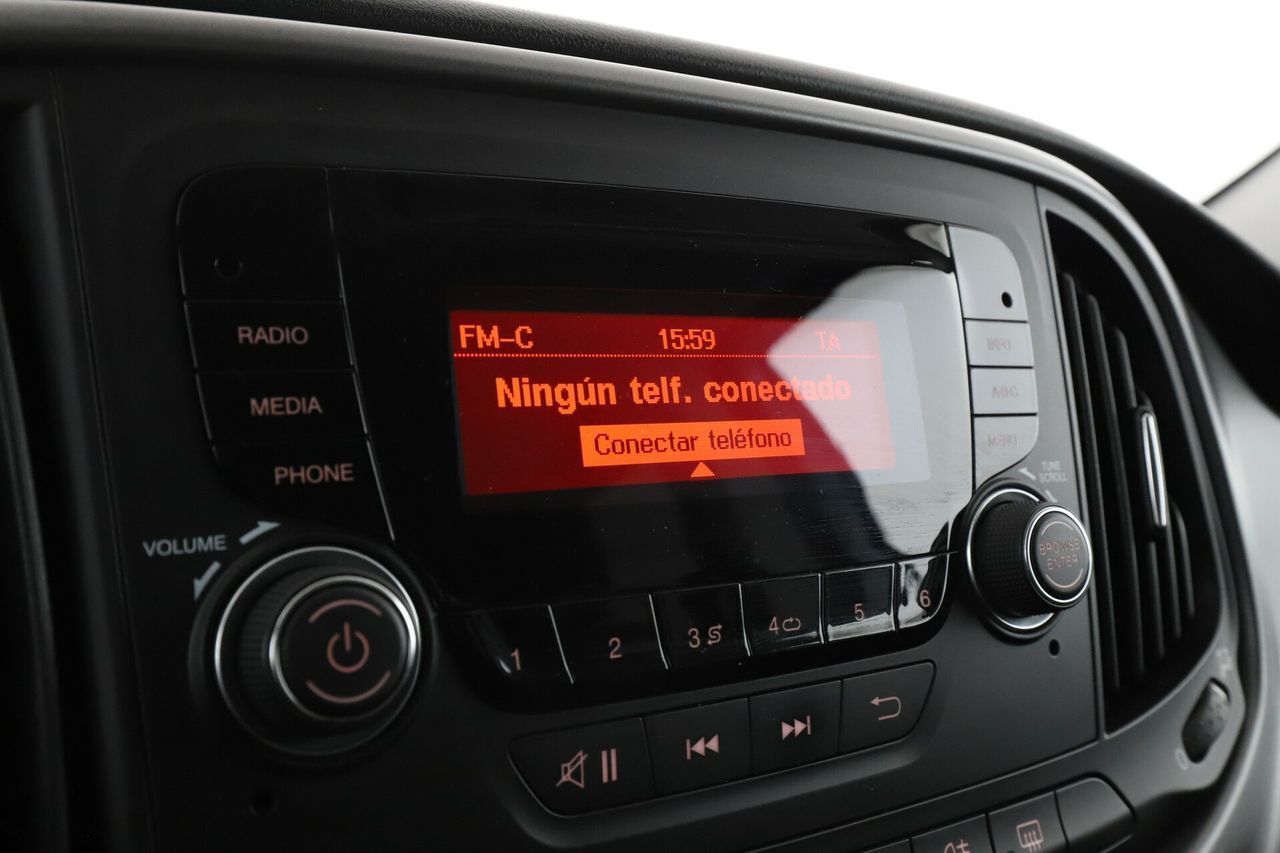 FM-C 15:59 TA
Ningún telf. conectado
Conectar teléfono
RADIO
MEDIA
PHONE
VOLUME
INFO
A·B·C
MENU
TUNE
SCROLL
BROWSE
ENTER
1 2 3 4 5 6